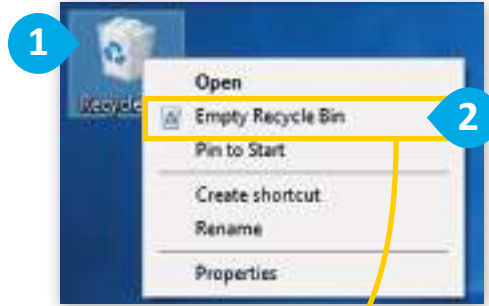 1
Open
Empty Recycle Bin
2
Pin to Start
Create shortcut
Rename
Properties